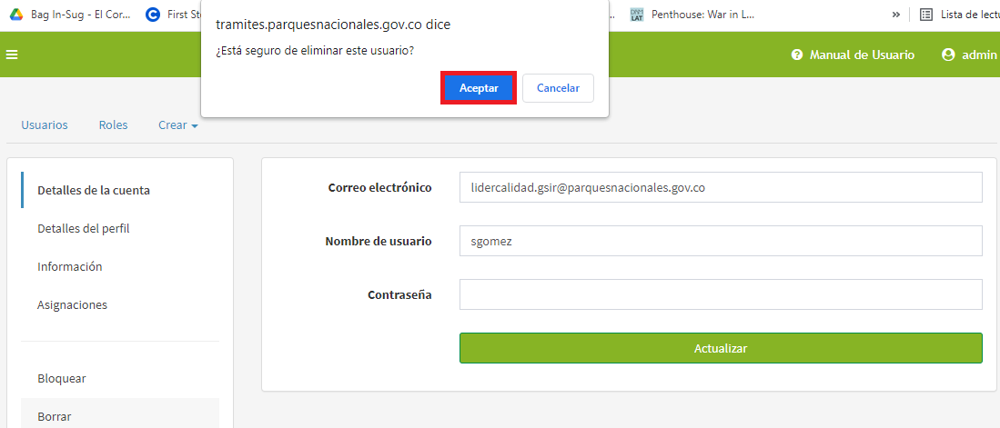 Bag In-Sug - El Cor...
First St
Penthouse: War in L...
»
Lista de lectu
tramites.parquesnacionales.gov.co dice
¿Está seguro de eliminar este usuario?
Aceptar
Cancelar
Manual de Usuario
admin
Usuarios
Roles
Crear
Detalles de la cuenta
Detalles del perfil
Información
Asignaciones
Bloquear
Borrar
Correo electrónico
lidercalidad.gsir@parquesnacionales.gov.co
Nombre de usuario
sgomez
Contraseña
Actualizar